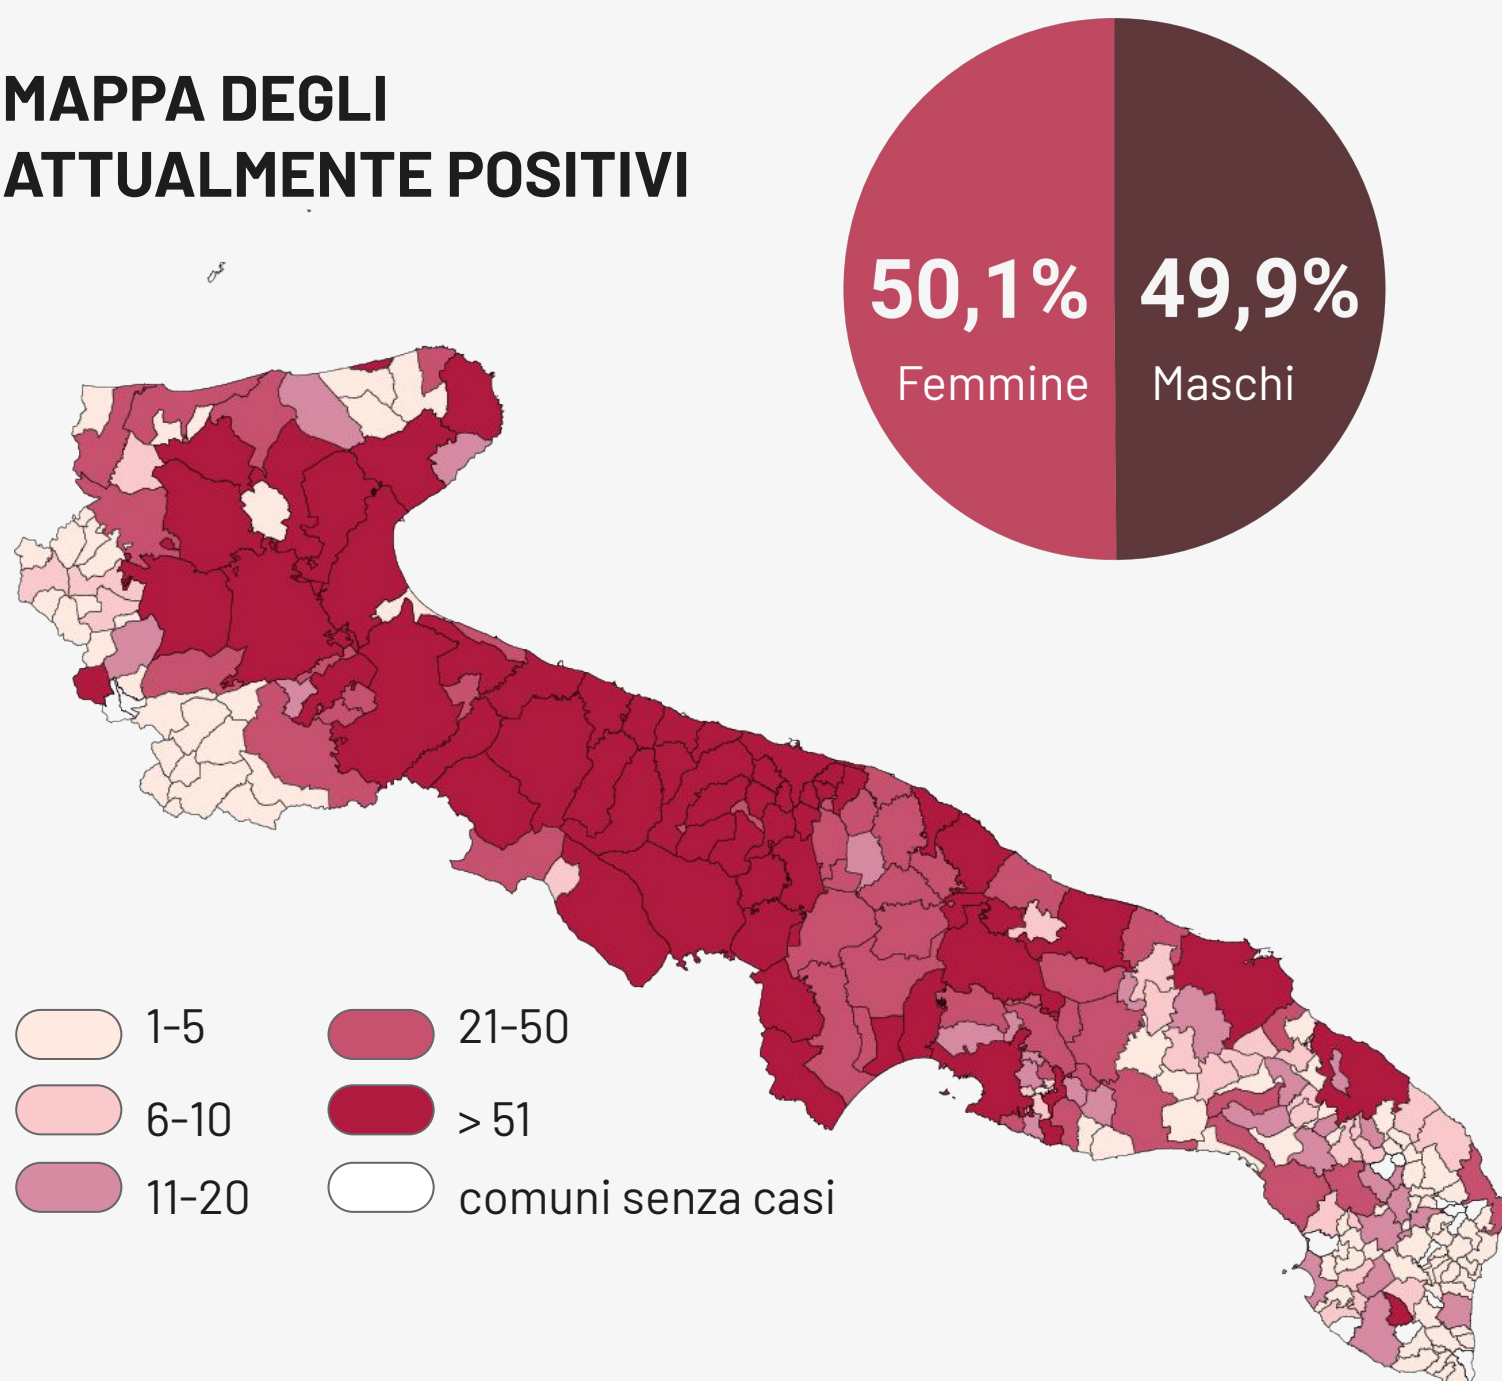 MAPPA DEGLI
ATTUALMENTE POSITIVI
50,1%
Femmine
49,9%
Maschi
1-5
6-10
11-20
21-50
> 51
comuni senza casi